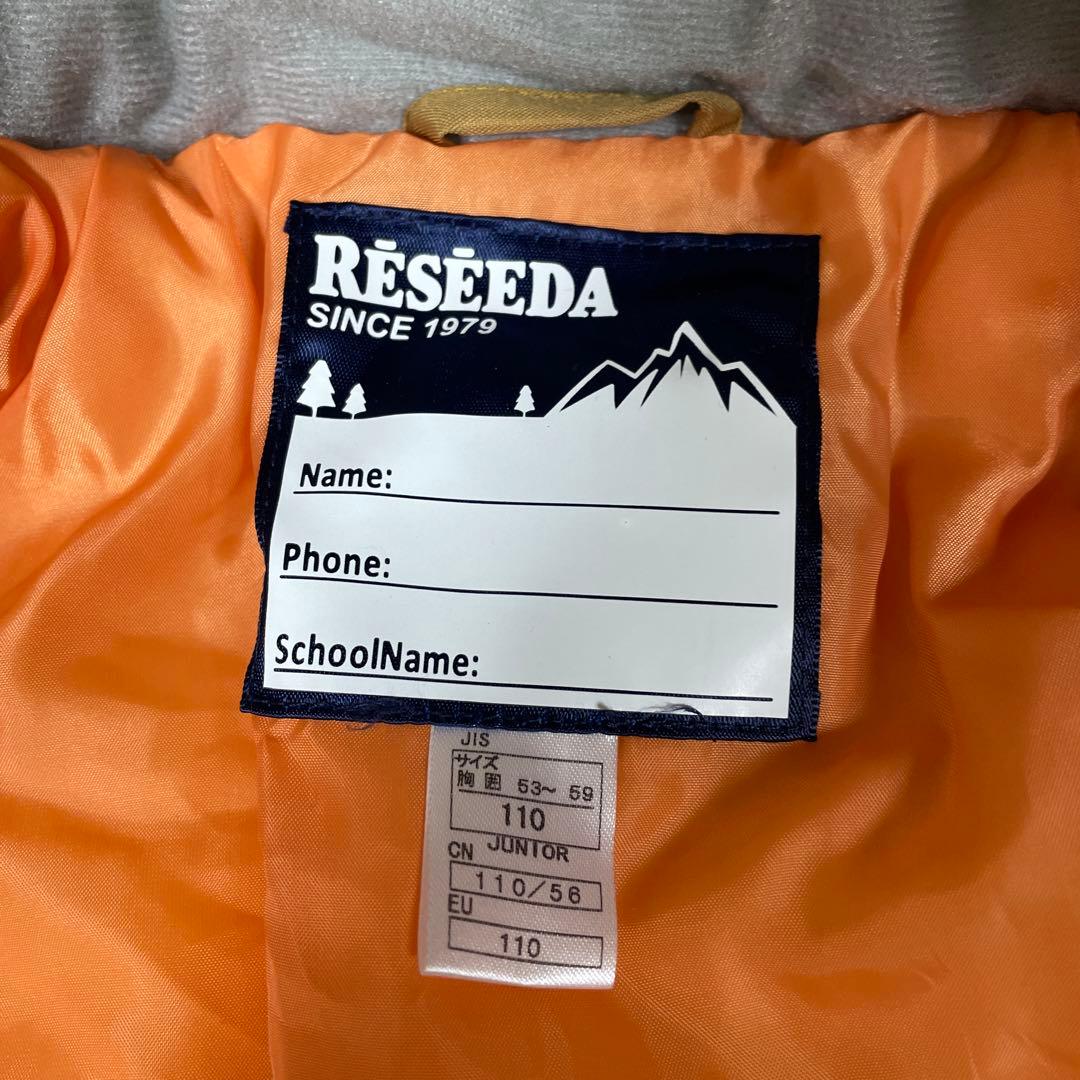 RĒSĒEDA
SINCE 1979
Name:
Phone:
SchoolName:
JIS
サイズ
胸囲 53〜59
110
JUNIOR
CN
110/56
EU
110